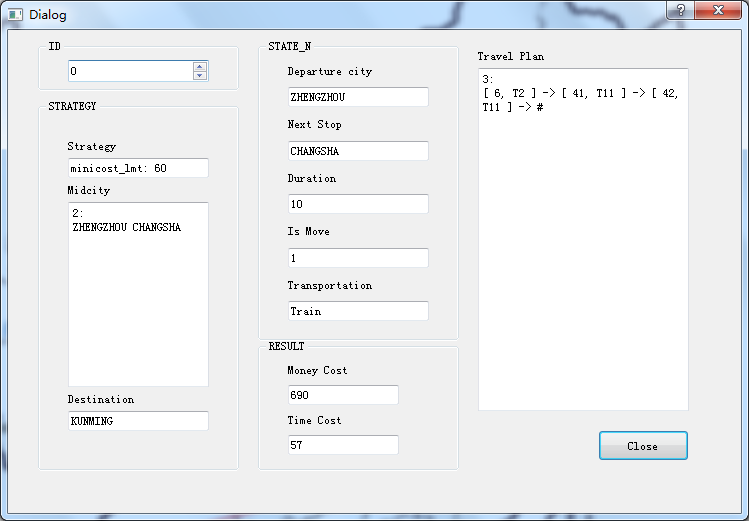 Dialog
ID
0
STRATEGY
Strategy
minicost_lmt: 60
Midcity
2:
ZHENGZHOU CHANGSHA
Destination
KUNMING
STATE_N
Departure city
ZHENGZHOU
Next Stop
CHANGSHA
Duration
10
Is Move
1
Transportation
Train
RESULT
Money Cost
690
Time Cost
57
Travel Plan
3:
[ 6, T2 ] -> [ 41, T11 ] -> [ 42,
T11 ] -> #
Close